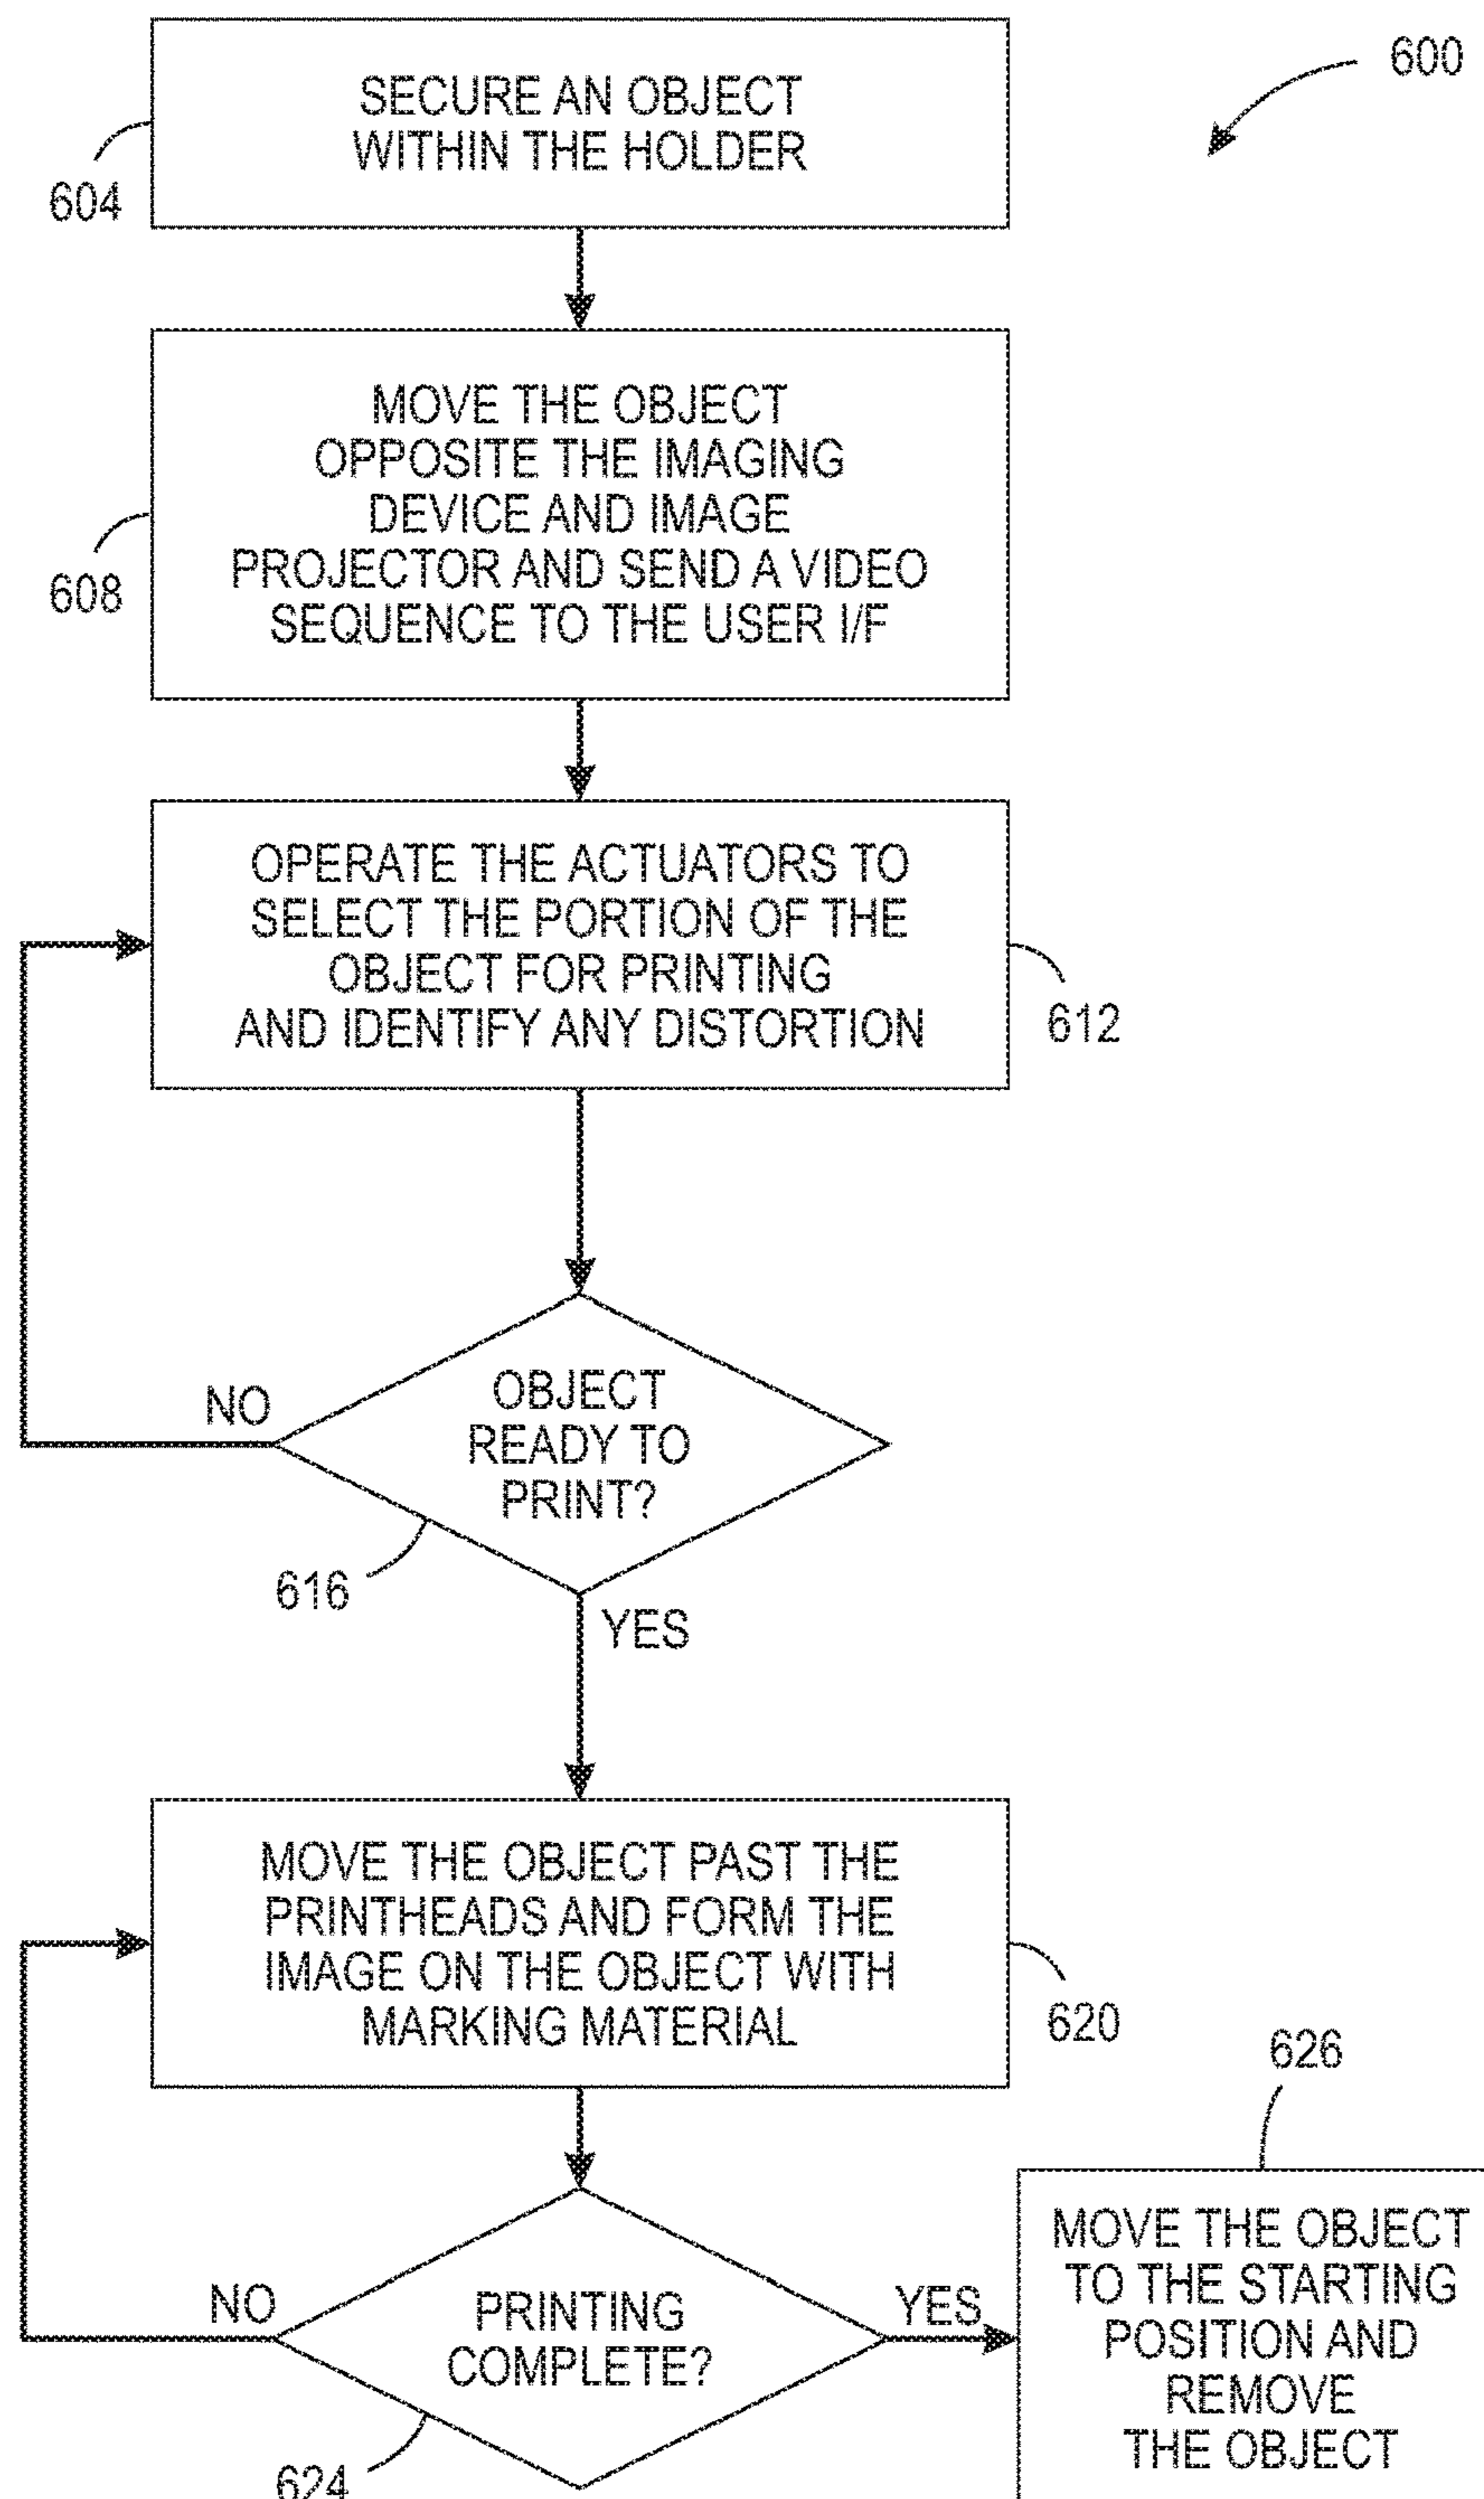 600
SECURE AN OBJECT
WITHIN THE HOLDER
604
MOVE THE OBJECT
OPPOSITE THE IMAGING
DEVICE AND IMAGE
PROJECTOR AND SEND A VIDEO
SEQUENCE TO THE USER I/F
608
OPERATE THE ACTUATORS TO
SELECT THE PORTION OF THE
OBJECT FOR PRINTING
AND IDENTIFY ANY DISTORTION
612
NO
OBJECT
READY TO
PRINT?
616
YES
MOVE THE OBJECT PAST THE
PRINTHEADS AND FORM THE
IMAGE ON THE OBJECT WITH
MARKING MATERIAL
620
626
NO
PRINTING
COMPLETE?
YES
MOVE THE OBJECT
TO THE STARTING
POSITION AND
REMOVE
THE OBJECT
624